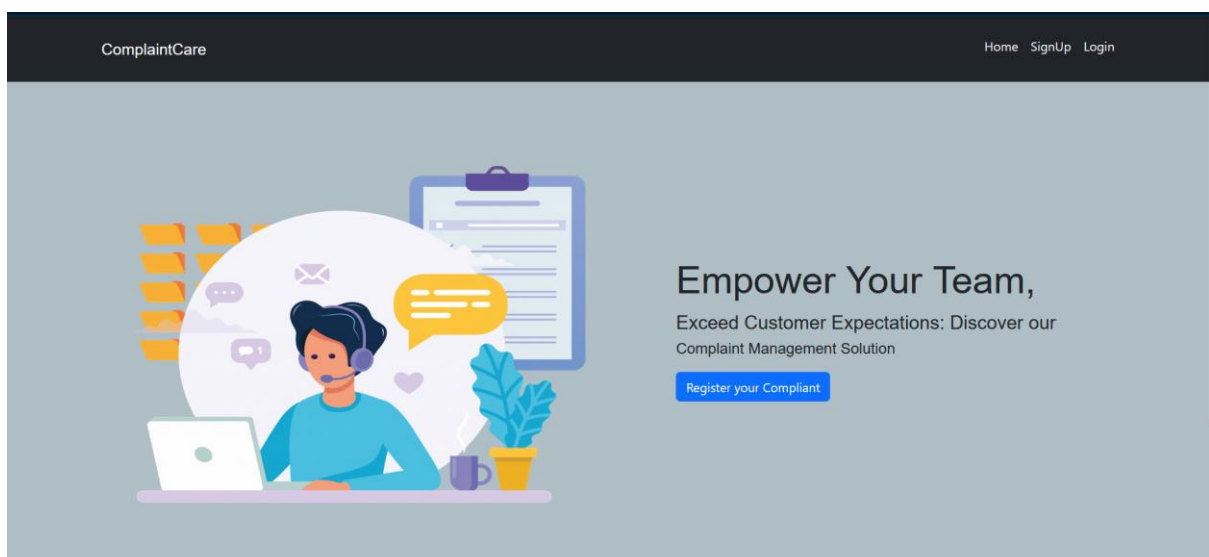 ComplaintCare
Home SignUp Login
Empower Your Team,
Exceed Customer Expectations: Discover our
Complaint Management Solution
Register your Compliant